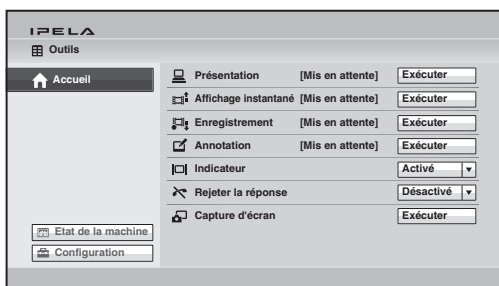 IPELA
Outils
Accueil
Présentation [Mis en attente] Exécuter
Affichage instantané [Mis en attente] Exécuter
Enregistrement [Mis en attente] Exécuter
Annotation [Mis en attente] Exécuter
Indicateur Activé
Rejeter la réponse Désactivé
Capture d'écran Exécuter
Etat de la machine
Configuration